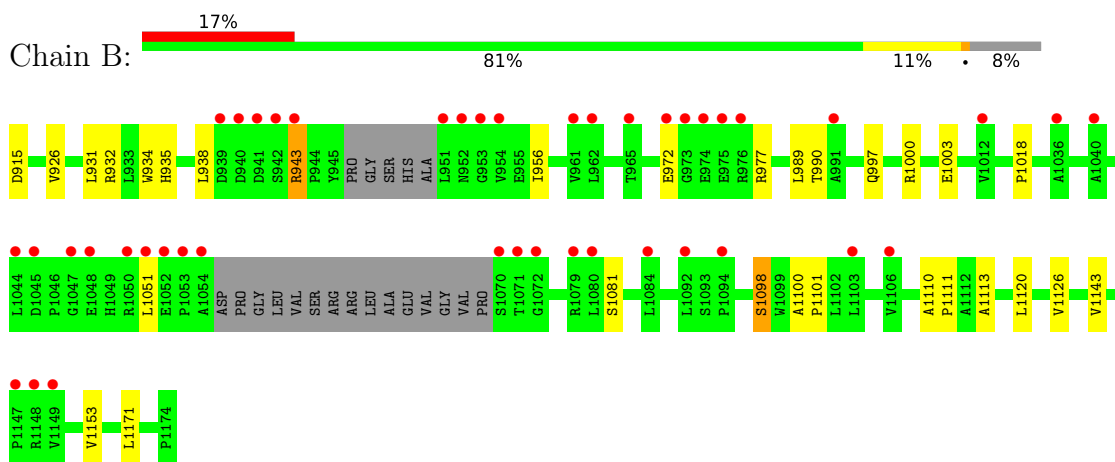 17%
Chain B:
81% 11% • 8%
D915 V926 L931 R932 L933 W934 H935 L938 D939 D940 D941 S942 R943 P944 Y945 PRO GLY SER HIS ALA L951 N952 G953 V954 E955 I956 V961 L962 T965 E972 G973 E974 E975 R976 R977 L989 T990 A991 Q997 R1000 E1003 V1012 P1018 A1036 A1040
L1044 D1045 P1046 G1047 E1048 H1049 R1050 L1051 E1052 P1053 A1054 ASP PRO GLY LEU VAL SER ARG ARG LEU ALA GLU VAL GLY VAL PRO S1070 T1071 G1072 R1079 L1080 S1081 L1084 L1092 S1093 P1094 S1098 W1099 A1100 P1101 L1102 L1103 V1106 A1110 P1111 A1112 A1113 L1120 V1126 V1143
P1147 R1148 V1149 V1153 L1171 P1174